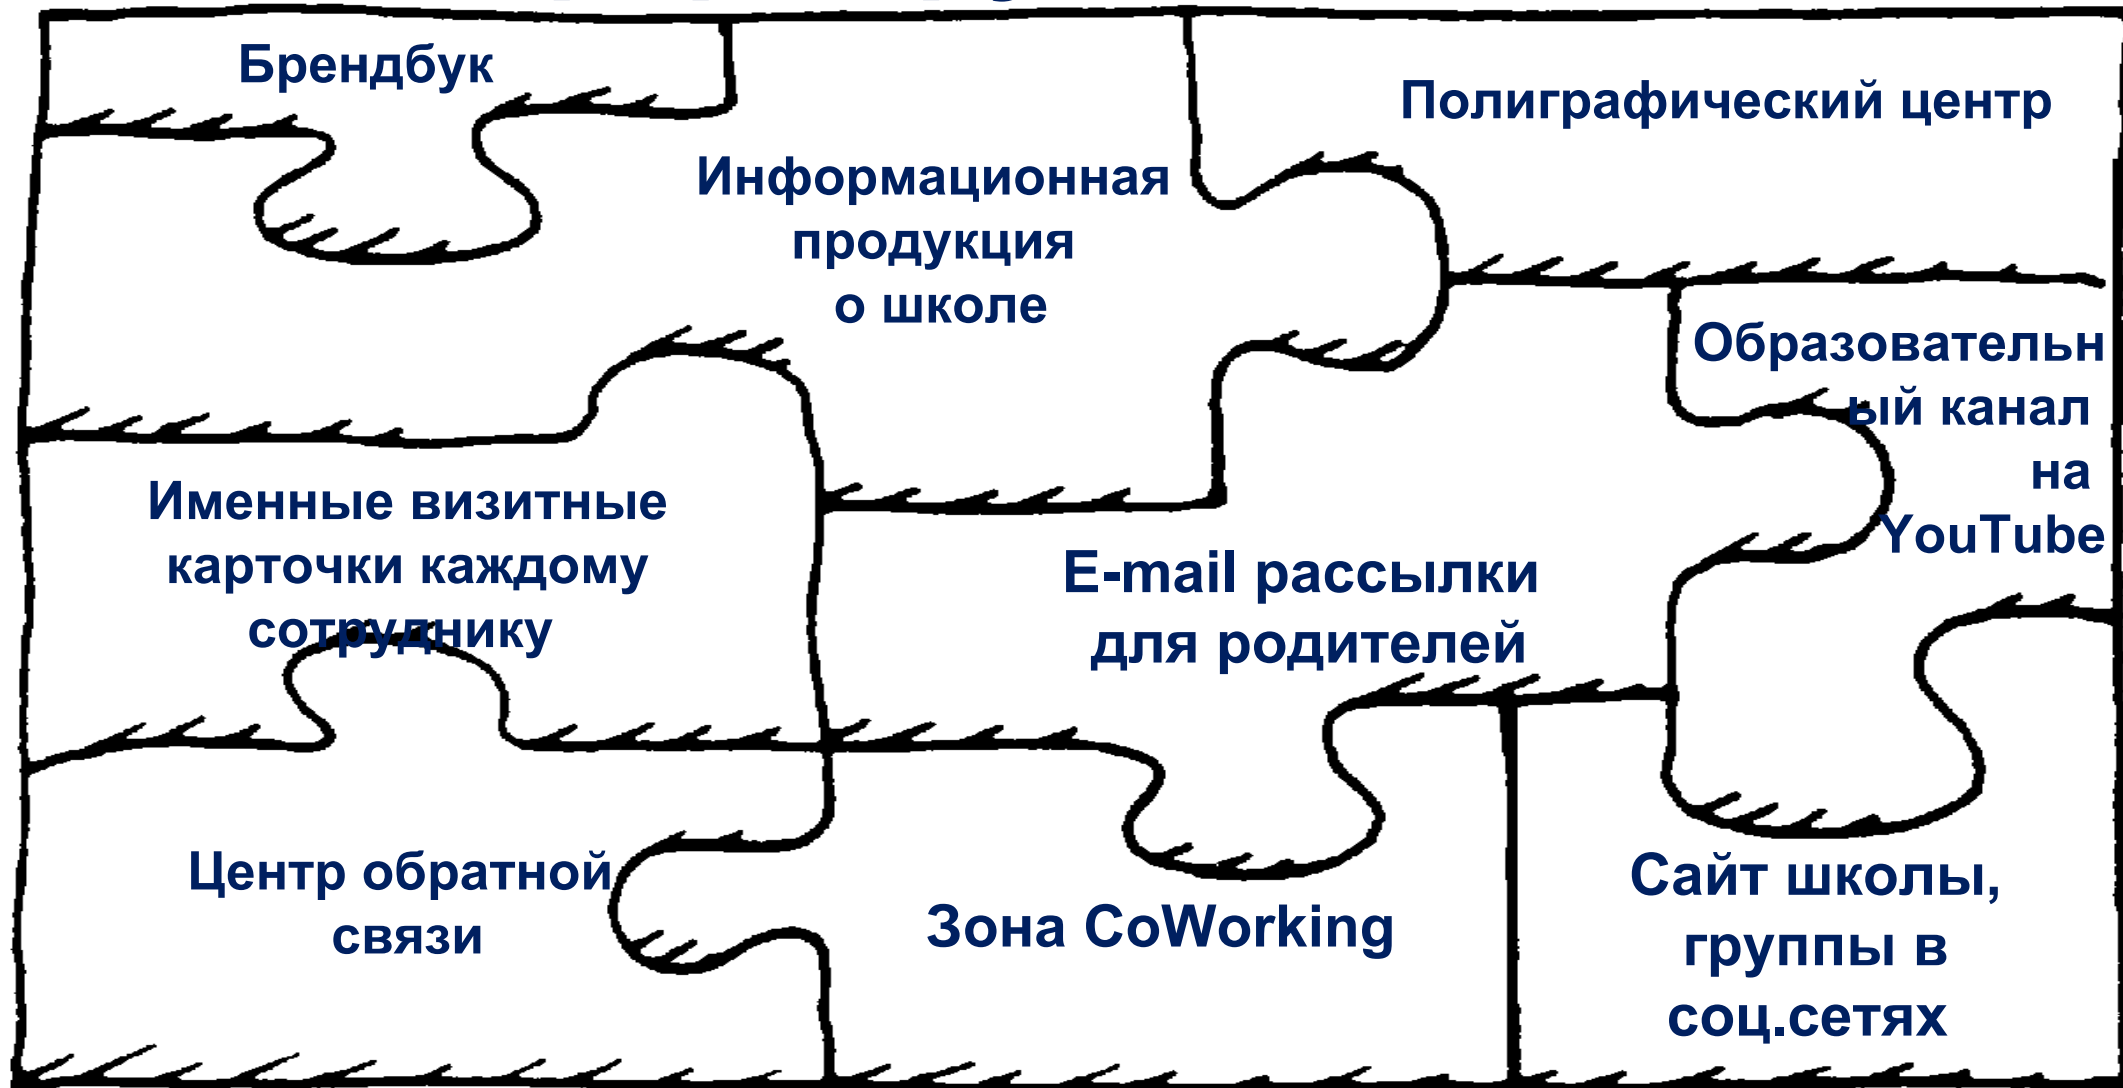 Брендбук
Полиграфический центр
Информационная
продукция
о школе
Образовательн
ый канал
на
YouTube
Именные визитные
карточки каждому
сотруднику
E-mail рассылки
для родителей
Центр обратной
связи
Зона CoWorking
Сайт школы,
группы в
соц.сетях